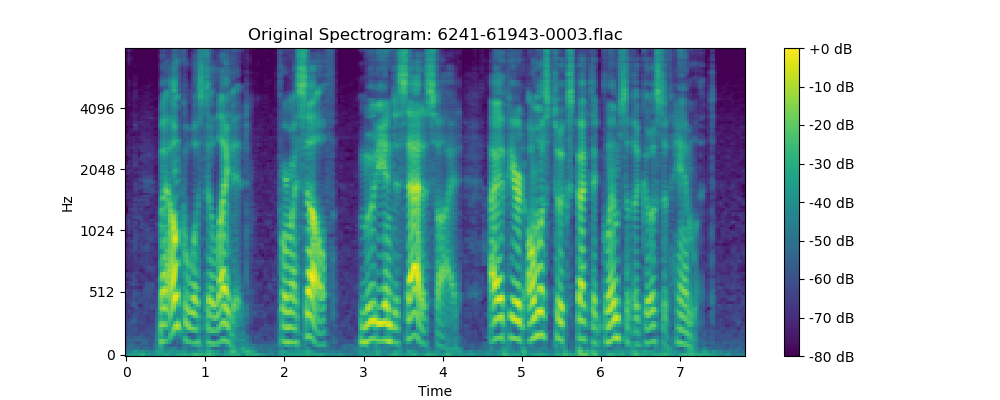 Original Spectrogram: 6241-61943-0003.flac
Hz
4096
2048
1024
512
0
0 1 2 3 4 5 6 7
Time
+0 dB
-10 dB
-20 dB
-30 dB
-40 dB
-50 dB
-60 dB
-70 dB
-80 dB